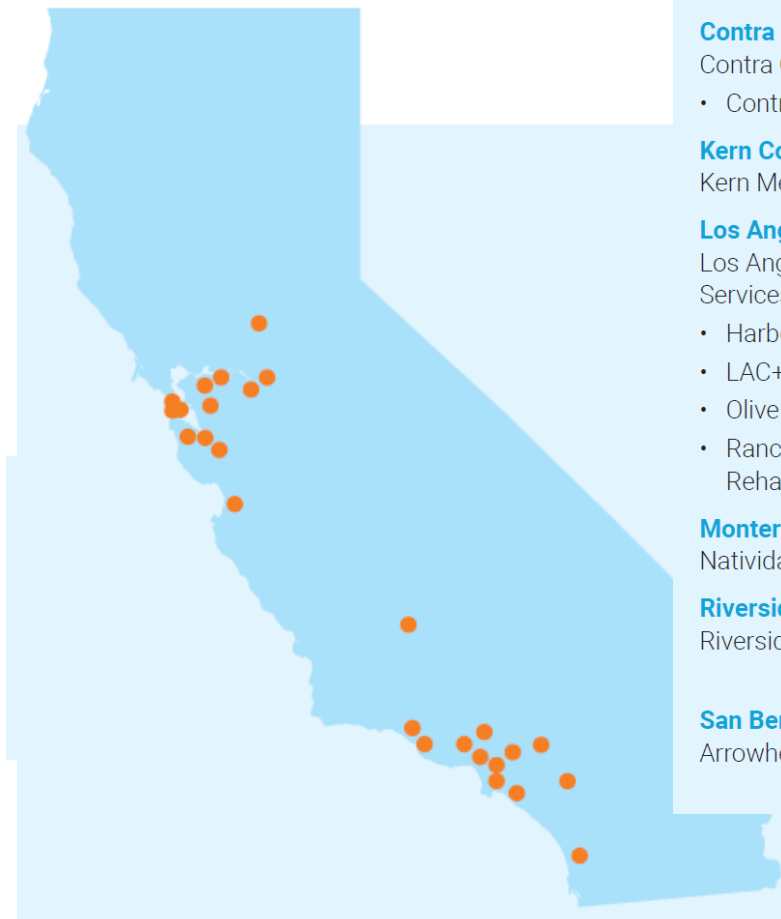 Contra
Contra
• Contr
Kern Co
Kern Me
Los Ang
Los Ang
Services
• Harbo
• LAC+
• Olive
• Ranc
Reha
Monter
Nativida
Riversi
Riversid
San Ber
Arrowhe